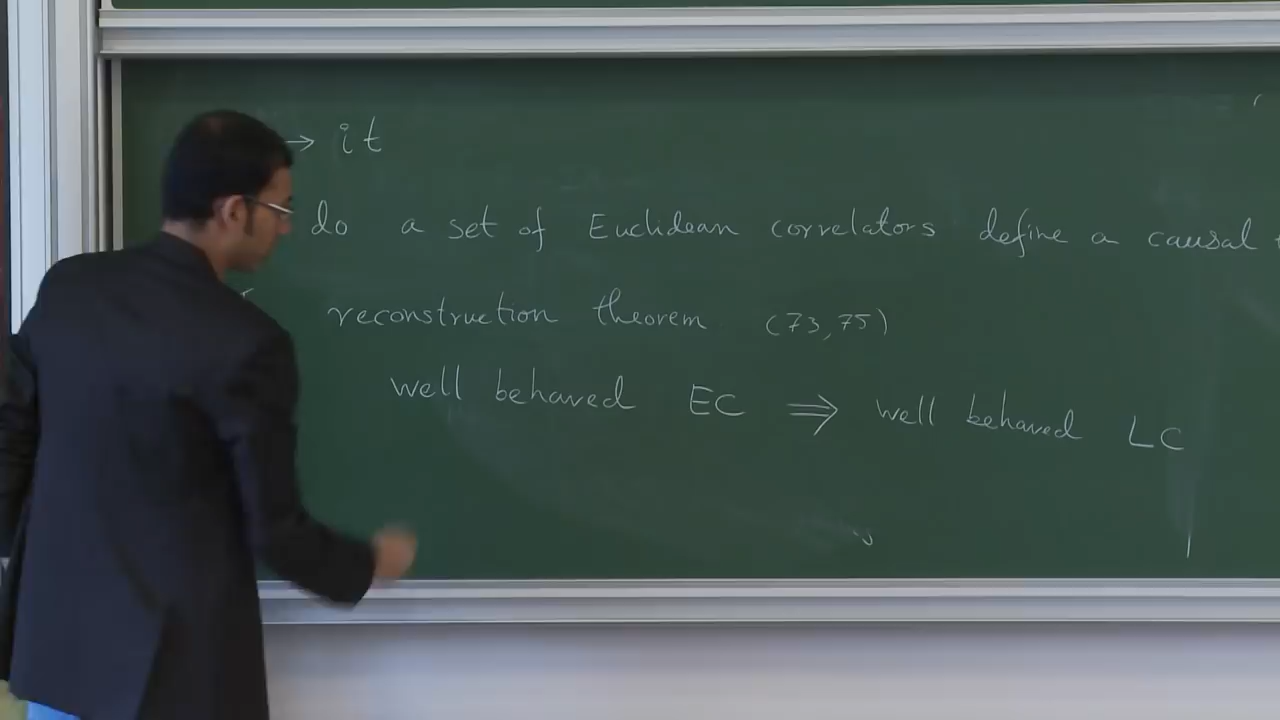 → it
do a set of Euclidean correlators define a causal
reconstruction theorem (73, 75)
well behaved EC ⇒ well behaved LC